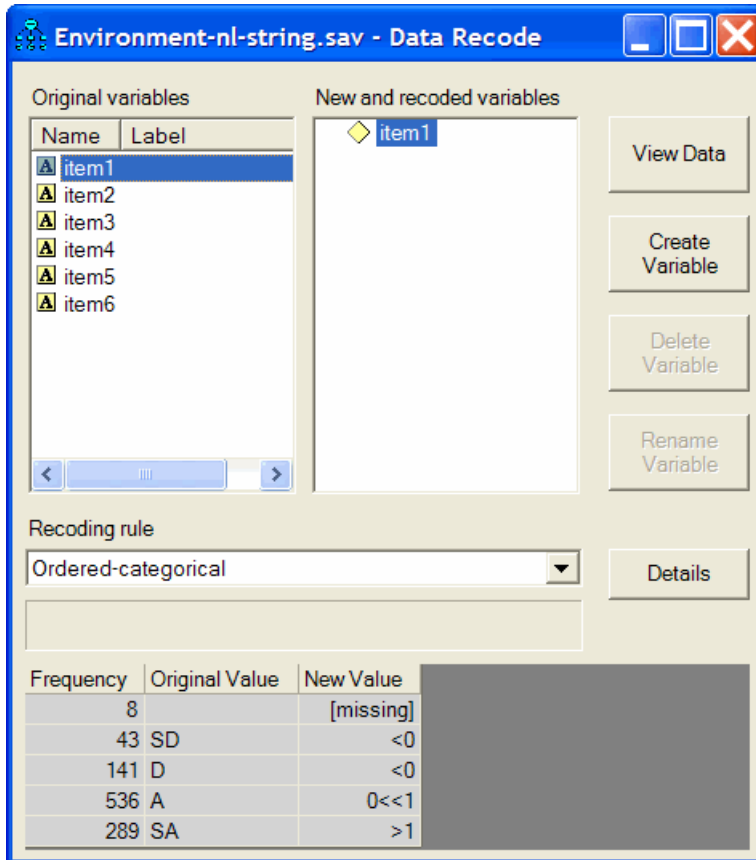 Environment-nl-string.sav - Data Recode
Original variables
New and recoded variables
Name Label
item1
item2
item3
item4
item5
item6
item1
View Data
Create
Variable
Delete
Variable
Rename
Variable
Recoding rule
Ordered-categorical
Details
Frequency Original Value New Value
8 [missing]
43 SD <0
141 D <0
536 A 0<<1
289 SA >1